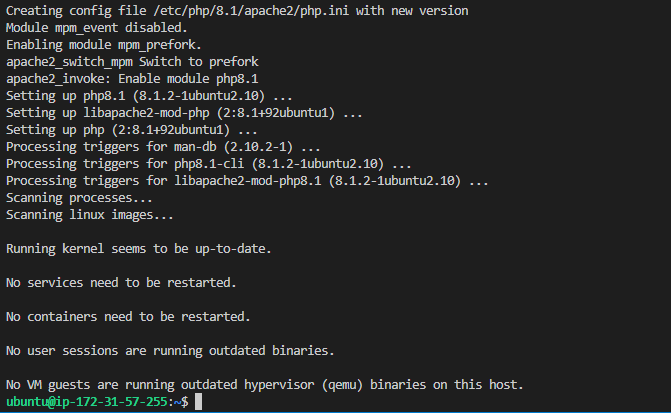 Creating config file /etc/php/8.1/apache2/php.ini with new version
Module mpm_event disabled.
Enabling module mpm_prefork.
apache2_switch_mpm Switch to prefork
apache2_invoke: Enable module php8.1
Setting up php8.1 (8.1.2-1ubuntu2.10) ...
Setting up libapache2-mod-php (2:8.1+92ubuntu1) ...
Setting up php (2:8.1+92ubuntu1) ...
Processing triggers for man-db (2.10.2-1) ...
Processing triggers for php8.1-cli (8.1.2-1ubuntu2.10) ...
Processing triggers for libapache2-mod-php8.1 (8.1.2-1ubuntu2.10) ...
Scanning processes...
Scanning linux images...
Running kernel seems to be up-to-date.
No services need to be restarted.
No containers need to be restarted.
No user sessions are running outdated binaries.
No VM guests are running outdated hypervisor (qemu) binaries on this host.
ubuntu@ip-172-31-57-255:~$